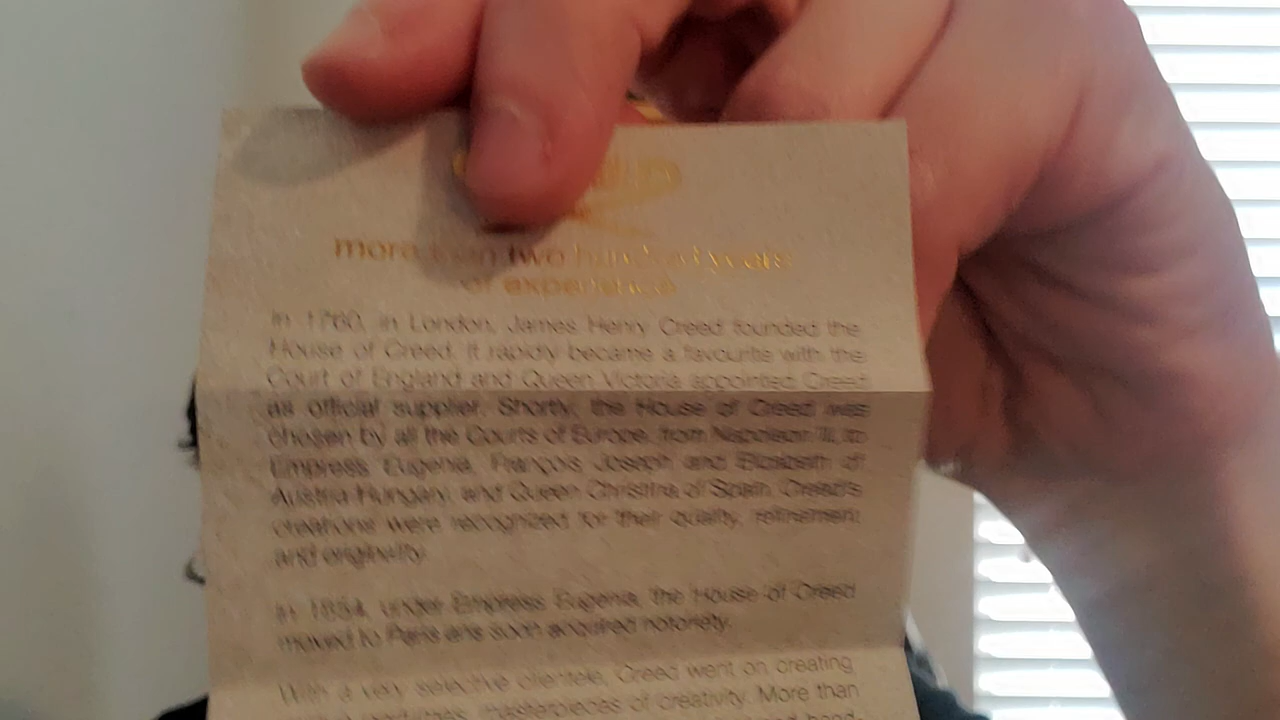 more than two hundred years
of experience
In 1760, in London, James Henry Creed founded the
House of Creed. It rapidly became a favourite with the
Court of England and Queen Victoria appointed Creed
as official supplier. Shortly, the House of Creed was
chosen by all the Courts of Europe, from Napoleon III, to
Empress Eugenia, François Joseph and Elizabeth of
Austria-Hungary, and Queen Christina of Spain. Creed's
creations were recognized for their quality, refinement
and originality.
In 1854, under Empress Eugenia, the House of Creed
moved to Paris and soon acquired notoriety.
With a very selective clientele, Creed went on creating
masterpieces of creativity. More than